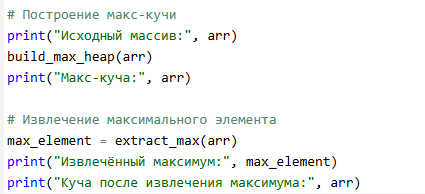 # Построение макс-кучи
print("Исходный массив:", arr)
build_max_heap(arr)
print("Макс-куча:", arr)
# Извлечение максимального элемента
max_element = extract_max(arr)
print("Извлечённый максимум:", max_element)
print("Куча после извлечения максимума:", arr)